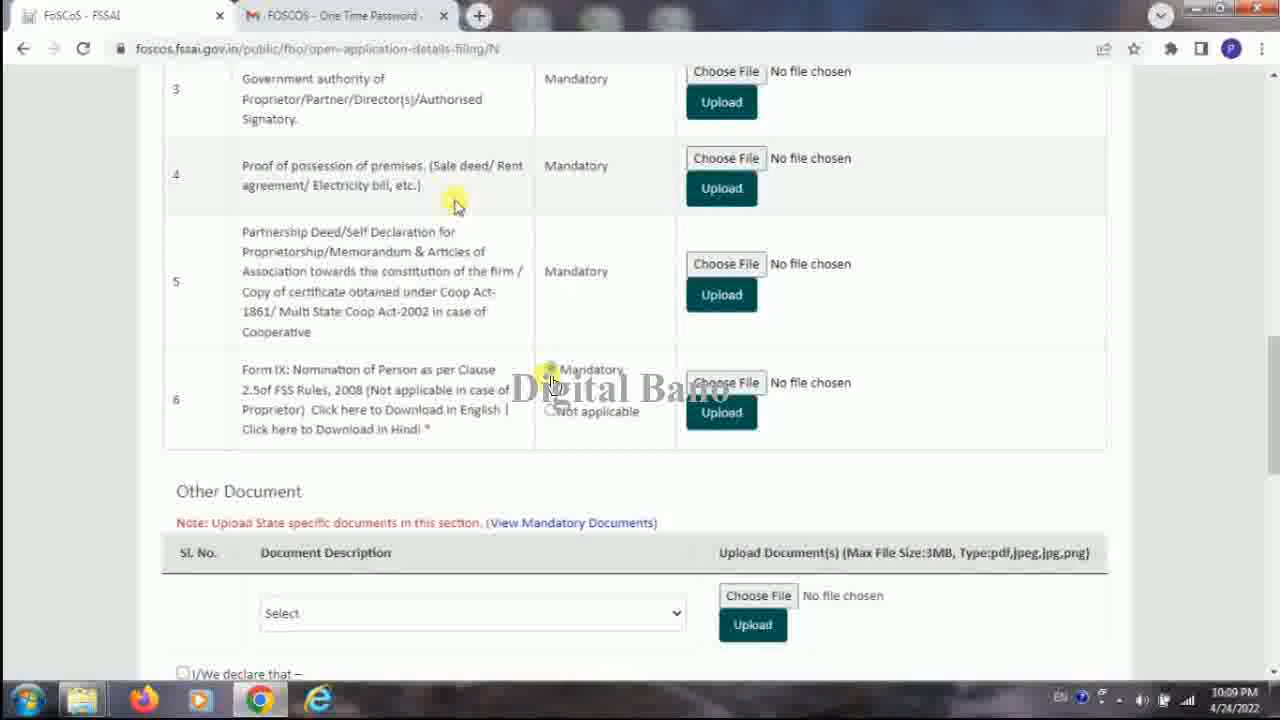 FoSCoS - FSSAI
FOSCOS - One Time Password -
foscos.fssai.gov.in/public/fbo/open-application-details-filling/N
P
3
Government authority of
Proprietor/Partner/Director(s)/Authorised
Signatory.
Mandatory
Choose File No file chosen
Upload
4
Proof of possession of premises. (Sale deed/ Rent
agreement/ Electricity bill, etc.)
Mandatory
Choose File No file chosen
Upload
5
Partnership Deed/Self Declaration for
Proprietorship/Memorandum & Articles of
Association towards the constitution of the firm /
Copy of certificate obtained under Coop Act-
1861/ Multi State Coop Act-2002 in case of
Cooperative
Mandatory
Choose File No file chosen
Upload
6
Form IX: Nomination of Person as per Clause
2.5of FSS Rules, 2008 (Not applicable in case of
Proprietor) Click here to Download in English |
Click here to Download in Hindi *
Mandatory
Not applicable
Choose File No file chosen
Upload
Digital Bano
Other Document
Note: Upload State specific documents in this section. (View Mandatory Documents)
Sl. No. Document Description Upload Document(s) (Max File Size:3MB, Type:pdf,jpeg,jpg,png)
Select
Choose File No file chosen
Upload
I/We declare that –
EN
10:09 PM
4/24/2022